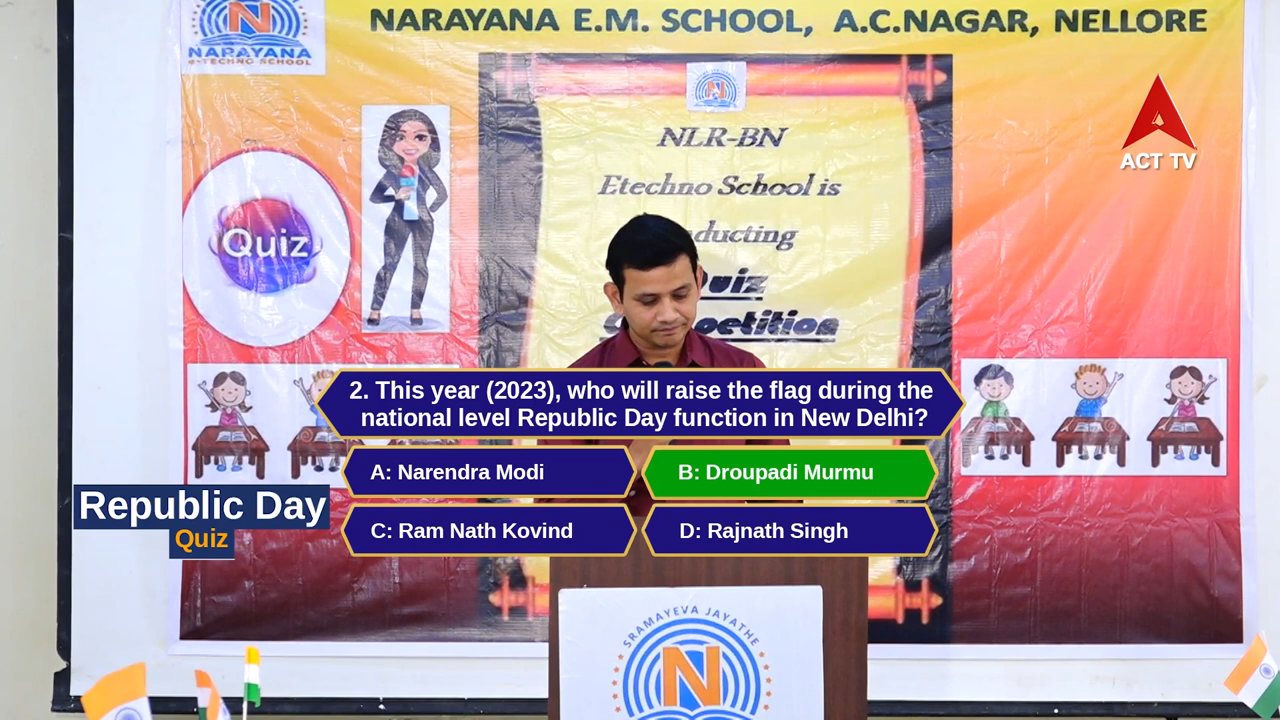 NARAYANA E.M. SCHOOL, A.C.NAGAR, NELLORE
NARAYANA
e-TECHNO SCHOOL
N
NLR-BN
Etechno School is
Quiz
ACT TV
2. This year (2023), who will raise the flag during the
national level Republic Day function in New Delhi?
A: Narendra Modi
B: Droupadi Murmu
C: Ram Nath Kovind
D: Rajnath Singh
Republic Day
Quiz
SRAMAYEVA JAYATHE
N